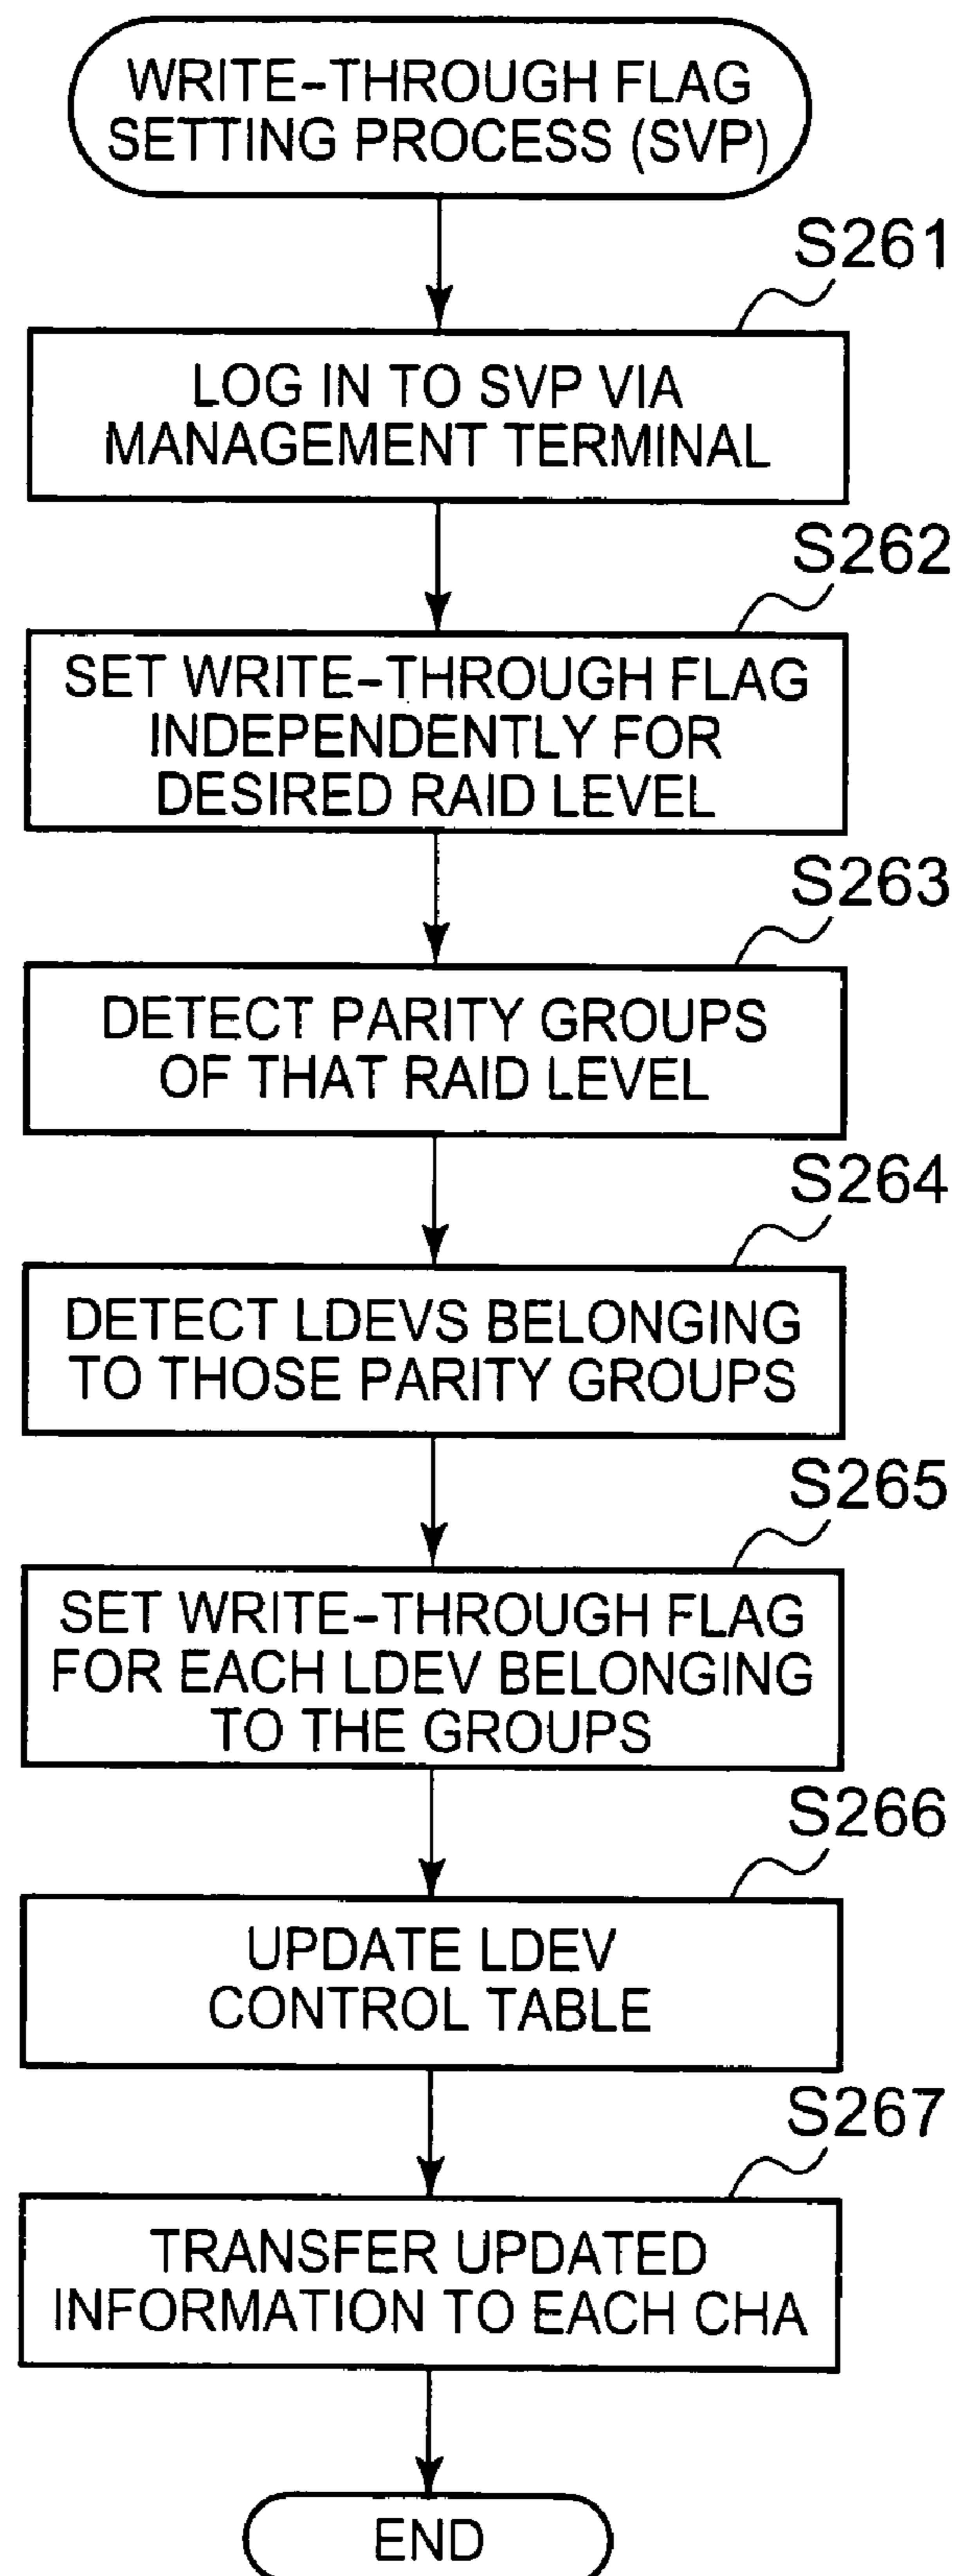 WRITE-THROUGH FLAG
SETTING PROCESS (SVP)
S261
LOG IN TO SVP VIA
MANAGEMENT TERMINAL
S262
SET WRITE-THROUGH FLAG
INDEPENDENTLY FOR
DESIRED RAID LEVEL
S263
DETECT PARITY GROUPS
OF THAT RAID LEVEL
S264
DETECT LDEVS BELONGING
TO THOSE PARITY GROUPS
S265
SET WRITE-THROUGH FLAG
FOR EACH LDEV BELONGING
TO THE GROUPS
S266
UPDATE LDEV
CONTROL TABLE
S267
TRANSFER UPDATED
INFORMATION TO EACH CHA
END